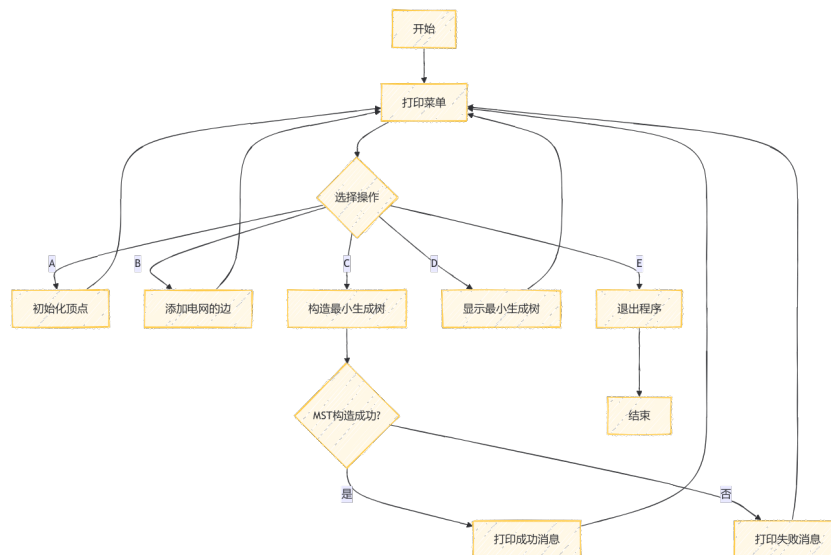 开始
打印菜单
选择操作
A
B
C
D
E
初始化顶点
添加电网的边
构造最小生成树
显示最小生成树
退出程序
MST构造成功?
结束
是
否
打印成功消息
打印失败消息